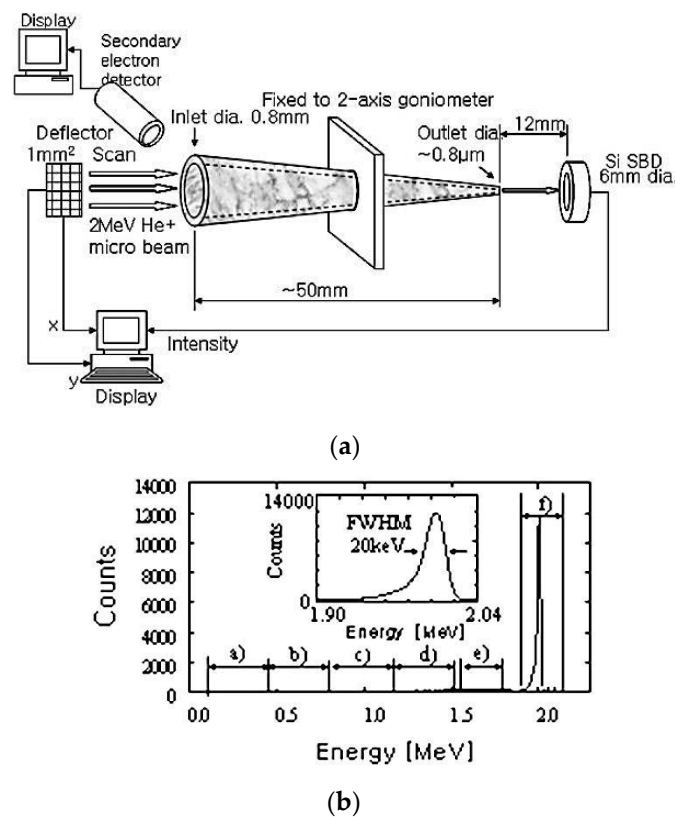 Display
Secondary
electron
detector
Fixed to 2-axis goniometer
Inlet dia. 0.8mm
Outlet dia
~0.8μm
12mm
Si SBD
6mm dia.
Deflector
1mm²
Scan
2MeV He+
micro beam
~50mm
x
Intensity
y
Display
(a)
14000
12000
10000
8000
6000
4000
2000
0
Counts
14000
0
Counts
FWHM
20keV
1.90
2.04
Energy [MeV]
a)
b)
c)
d)
e)
f)
0.0
0.5
1.0
1.5
2.0
Energy [MeV]
(b)